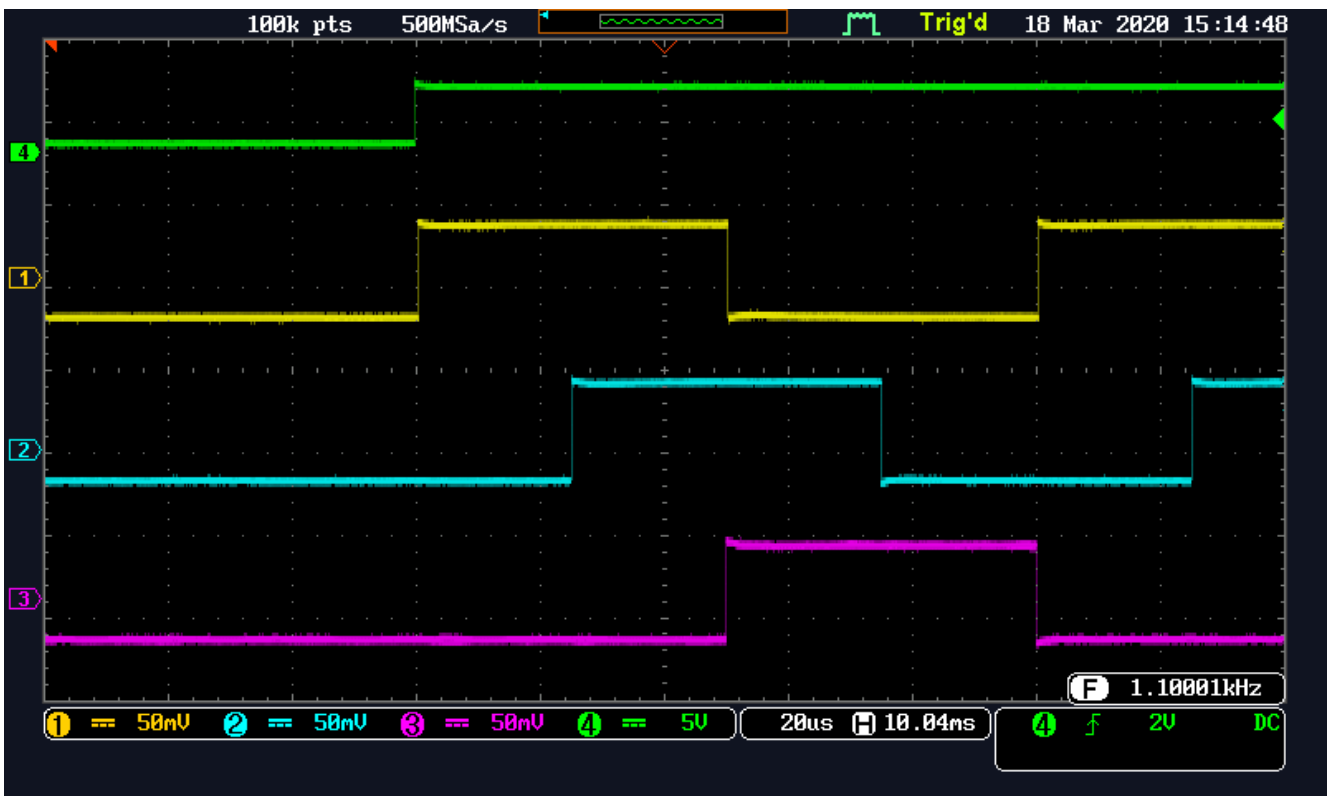 100k pts 500MSa/s Trig'd 18 Mar 2020 15:14:48
4
1
2
3
F 1.10001kHz
1 50mV 2 50mV 3 50mV 4 5V 20us H 10.04ms 4 2V DC